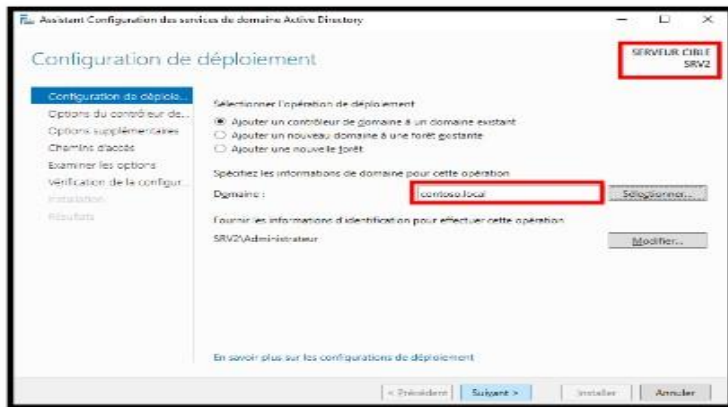 Assistant Configuration des services de domaine Active Directory
Configuration de déploiement
SERVEUR CIBLE
SRV2
Configuration de déploie...
Options du contrôleur de...
Options supplémentaires
Chemins d'accès
Examiner les options
Vérification de la configur...
Installation
Résultats
Sélectionner l'opération de déploiement
Ajouter un contrôleur de domaine à un domaine existant
Ajouter un nouveau domaine à une forêt existante
Ajouter une nouvelle forêt
Spécifiez les informations de domaine pour cette opération
Domaine :
contoso.local
Sélectionner...
Fournir les informations d'identification pour effectuer cette opération
SRV2\Administrateur
Modifier...
En savoir plus sur les configurations de déploiement
< Précédent
Suivant >
Installer
Annuler